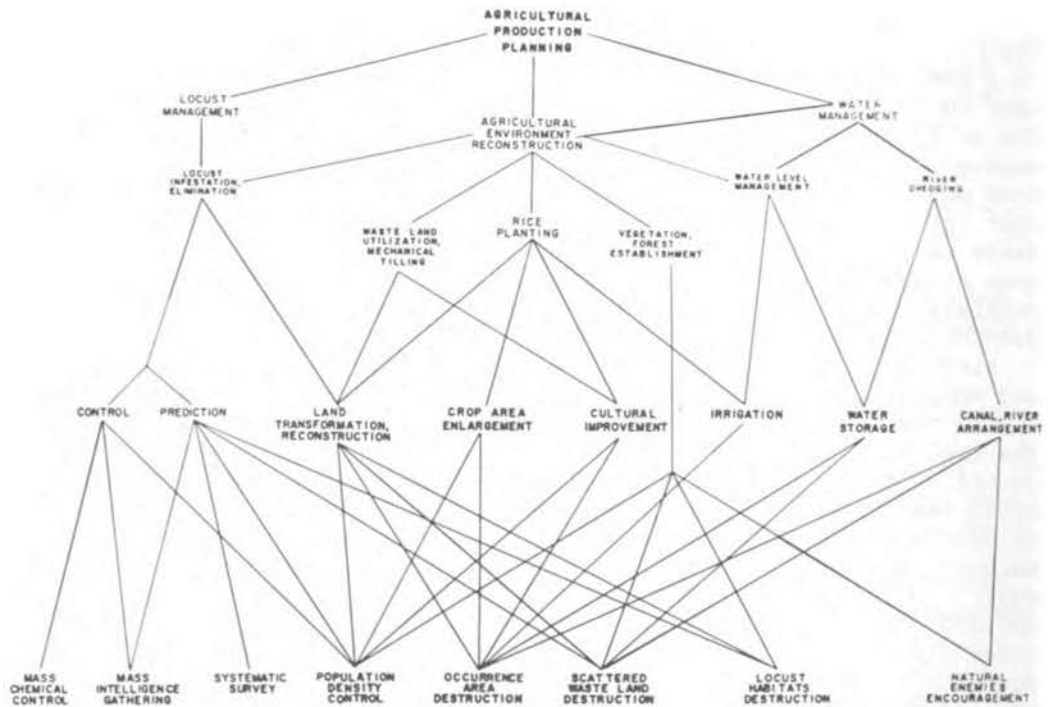 AGRICULTURAL
PRODUCTION
PLANNING
LOCUST
MANAGEMENT
AGRICULTURAL
ENVIRONMENT
RECONSTRUCTION
WATER
MANAGEMENT
LOCUST
INFESTATION,
ELIMINATION
WATER LEVEL
MANAGEMENT
RIVER
DHEDGING
WASTE LAND
UTILIZATION,
MECHANICAL
TILLING
RICE
PLANTING
VEGETATION,
FOREST
ESTABLISHMENT
CONTROL
PREDICTION
LAND
TRANSFORMATION,
RECONSTRUCTION
CROP AREA
ENLARGEMENT
CULTURAL
IMPROVEMENT
IRRIGATION
WATER
STORAGE
CANAL, RIVER
ARRANGEMENT
MASS
CHEMICAL
CONTROL
MASS
INTELLIGENCE
GATHERING
SYSTEMATIC
SURVEY
POPULATION
DENSITY
CONTROL
OCCURRENCE
AREA
DESTRUCTION
SCATTERED
WASTE LAND
DESTRUCTION
LOCUST
HABITATS
DESTRUCTION
NATURAL
ENEMIES
ENCOURAGEMENT